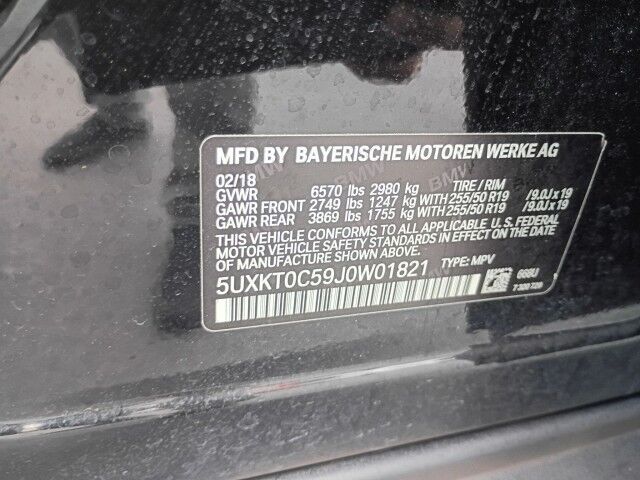 MFD BY BAYERISCHE MOTOREN WERKE AG
02/18
GVWR 6570 lbs 2980 kg TIRE / RIM
GAWR FRONT 2749 lbs 1247 kg WITH 255/50 R19 /9.0J x 19
GAWR REAR 3869 lbs 1755 kg WITH 255/50 R19 /9.0J x 19
THIS VEHICLE CONFORMS TO ALL APPLICABLE U.S. FEDERAL
MOTOR VEHICLE SAFETY STANDARDS IN EFFECT ON THE DATE
OF MANUFACTURE SHOWN ABOVE.
5UXKT0C59J0W01821 TYPE: MPV